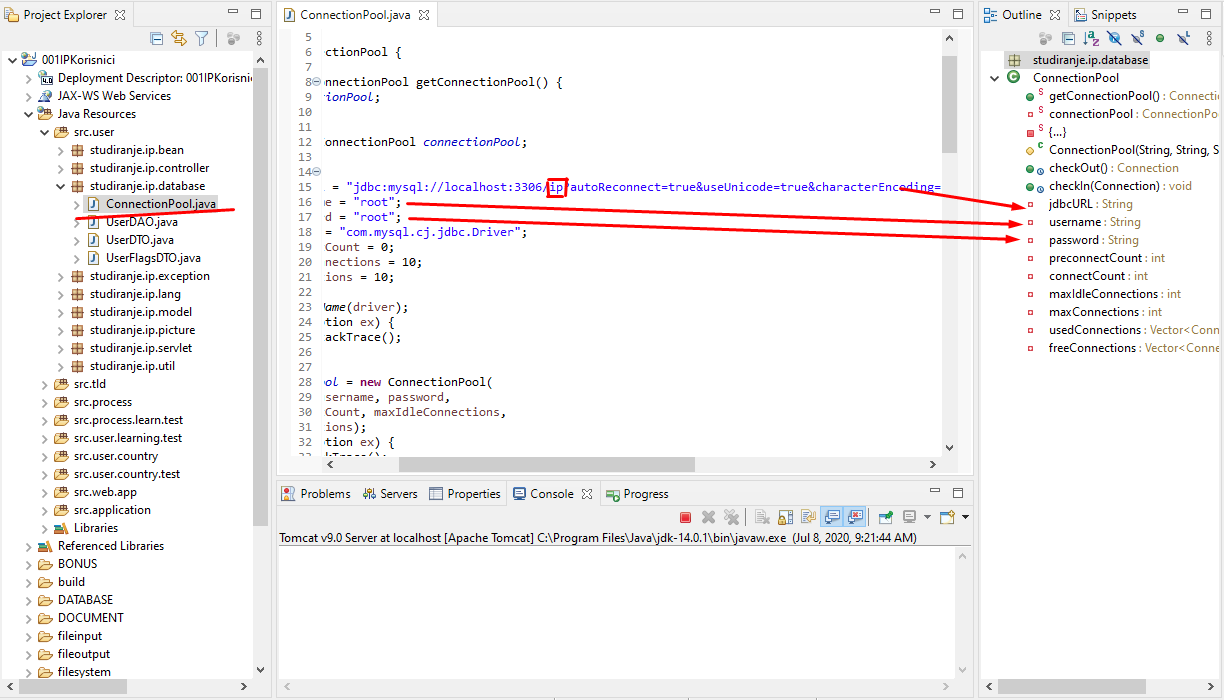 Project Explorer
001IPKorisnici
Deployment Descriptor: 001IPKorisni
JAX-WS Web Services
Java Resources
src.user
studiranje.ip.bean
studiranje.ip.controller
studiranje.ip.database
ConnectionPool.java
UserDAO.java
UserDTO.java
UserFlagsDTO.java
studiranje.ip.exception
studiranje.ip.lang
studiranje.ip.model
studiranje.ip.picture
studiranje.ip.servlet
studiranje.ip.util
src.tld
src.process
src.process.learn.test
src.user.learning.test
src.user.country
src.user.country.test
src.web.app
src.application
Libraries
Referenced Libraries
BONUS
build
DATABASE
DOCUMENT
fileinput
fileoutput
filesystem
ConnectionPool.java
5
6 ectionPool {
7
8 onnectionPool getConnectionPool() {
9 ionPool;
10
11
12 ConnectionPool connectionPool;
13
14
15 = "jdbc:mysql://localhost:3306/ip?autoReconnect=true&useUnicode=true&characterEncoding=
16 e = "root";
17 d = "root";
18 = "com.mysql.cj.jdbc.Driver";
19 Count = 0;
20 nections = 10;
21 ions = 10;
22
23 Name(driver);
24 tion ex) {
25 ackTrace();
26
27
28 ool = new ConnectionPool(
29 sername, password,
30 Count, maxIdleConnections,
31 ions);
32 tion ex) {
Problems
Servers
Properties
Console
Progress
Tomcat v9.0 Server at localhost [Apache Tomcat] C:\Program Files\Java\jdk-14.0.1\bin\javaw.exe (Jul 8, 2020, 9:21:44 AM)
Outline
Snippets
studiranje.ip.database
ConnectionPool
getConnectionPool() : Connecti
connectionPool : ConnectionPo
{...}
ConnectionPool(String, String, S
checkOut() : Connection
checkIn(Connection) : void
jdbcURL : String
username : String
password : String
preconnectCount : int
connectCount : int
maxIdleConnections : int
maxConnections : int
usedConnections : Vector<Conn
freeConnections : Vector<Conne